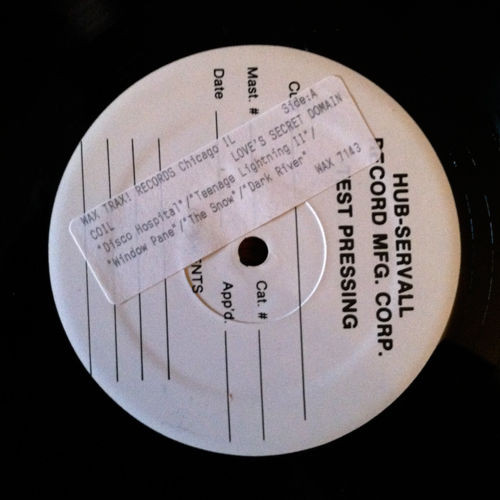 WAX TRAX! RECORDS Chicago IL Side:A
COIL LOVE'S SECRET DOMAIN
"Disco Hospital"/"Teenage Lightning II"/
"Window Pane"/"The Snow"/"Dark River"
WAX 7143
HUB-SERVALL
RECORD MFG. CORP.
PRESSING
Mast. #
Date
Cat. #
App'd.